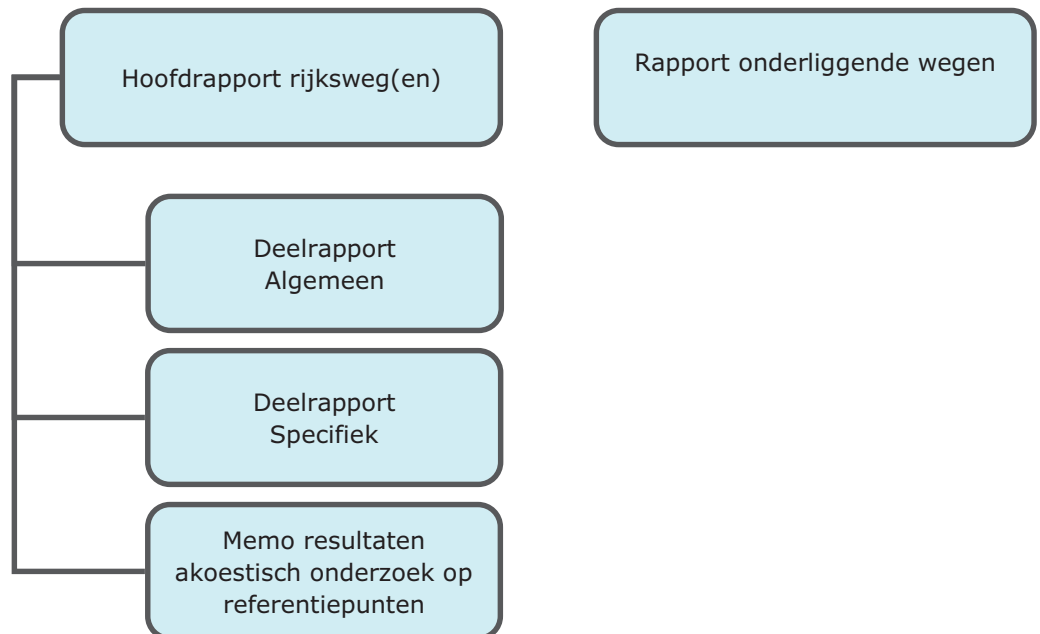 Hoofdrapport rijksweg(en)
Rapport onderliggende wegen
Deelrapport
Algemeen
Deelrapport
Specifiek
Memo resultaten
akoestisch onderzoek op
referentiepunten